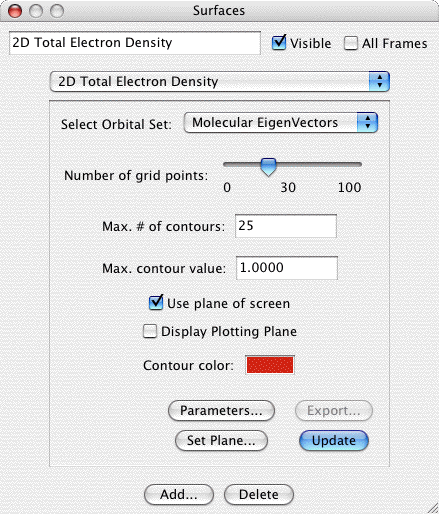 Surfaces
2D Total Electron Density Visible All Frames
2D Total Electron Density
Select Orbital Set: Molecular EigenVectors
Number of grid points:
0 30 100
Max. # of contours: 25
Max. contour value: 1.0000
Use plane of screen
Display Plotting Plane
Contour color:
Parameters... Export...
Set Plane... Update
Add... Delete